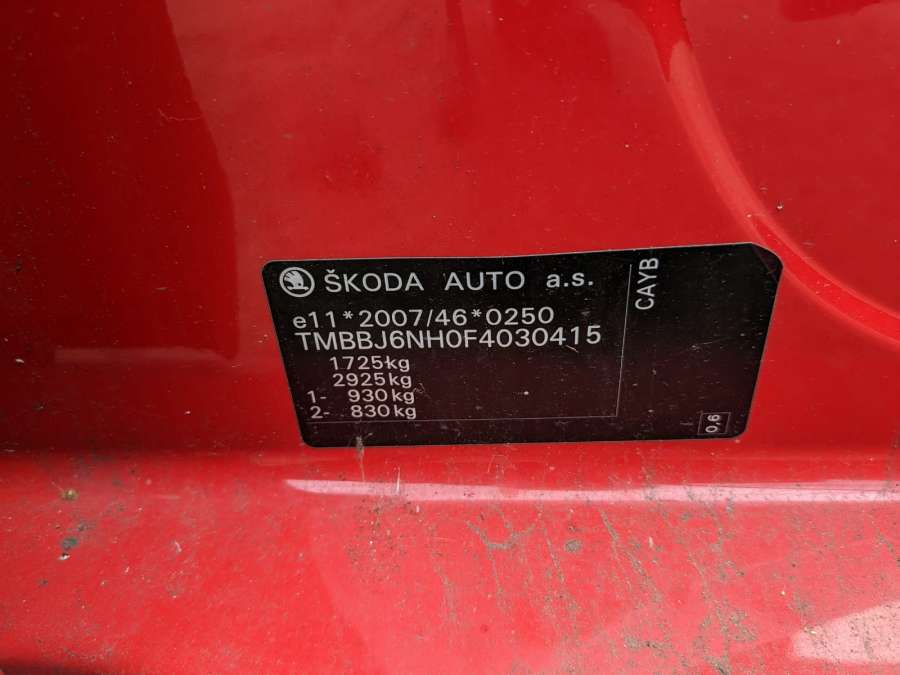 ŠKODA AUTO a.s.
e11*2007/46*0250
TMBBJ6NH0F4030415
1725kg
2925kg
1- 930kg
2- 830kg
CAYB
0,6